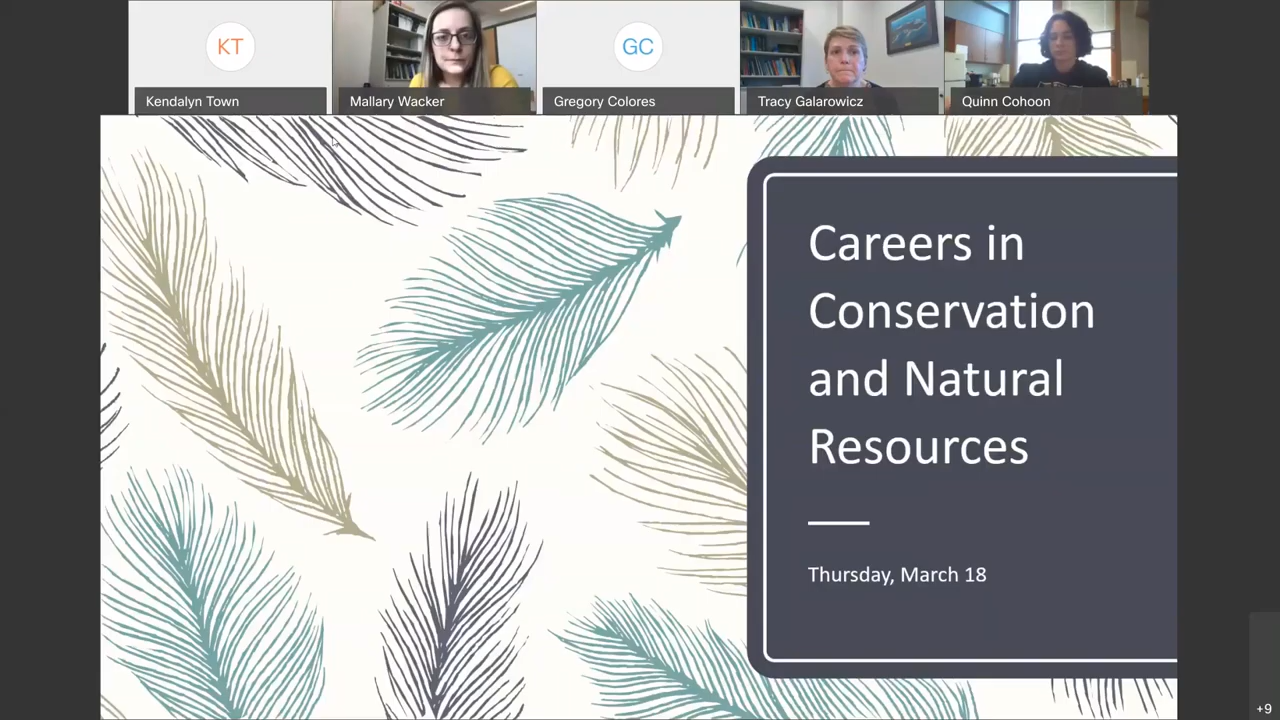 KT
GC
Kendalyn Town
Mallary Wacker
Gregory Colores
Tracy Galarowicz
Quinn Cohoon
Careers in
Conservation
and Natural
Resources
Thursday, March 18
+9